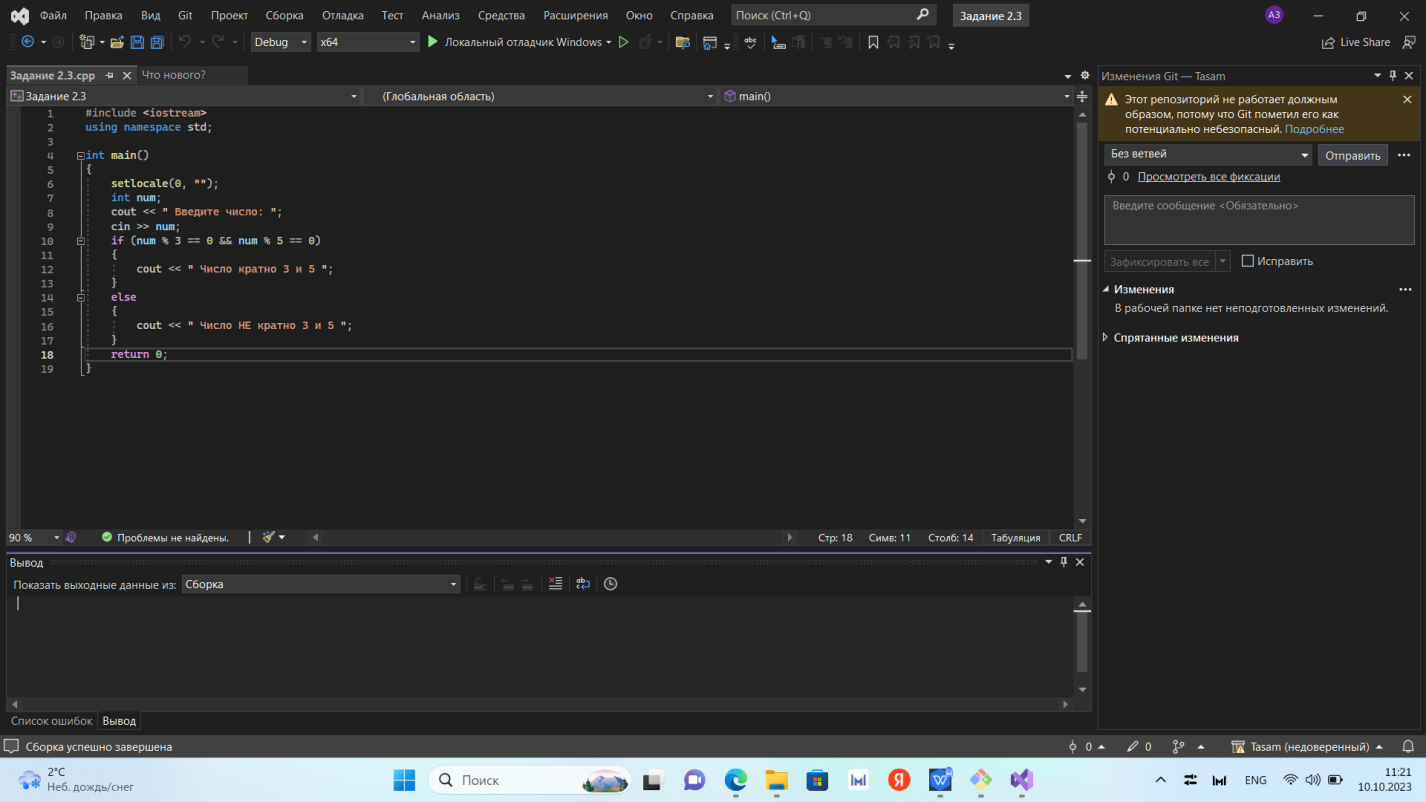 Файл Правка Вид Git Проект Сборка Отладка Тест Анализ Средства Расширения Окно Справка Поиск (Ctrl+Q) Задание 2.3 АЗ
Debug x64 Локальный отладчик Windows Live Share
Задание 2.3.cpp Что нового?
Задание 2.3 (Глобальная область) main()
1 #include <iostream>
2 using namespace std;
3
4 int main()
5 {
6 setlocale(0, "");
7 int num;
8 cout << " Введите число: ";
9 cin >> num;
10 if (num % 3 == 0 && num % 5 == 0)
11 {
12 cout << " Число кратно 3 и 5 ";
13 }
14 else
15 {
16 cout << " Число НЕ кратно 3 и 5 ";
17 }
18 return 0;
19 }
90 % Проблемы не найдены. Стр: 18 Симв: 11 Столб: 14 Табуляция CRLF
Вывод
Показать выходные данные из: Сборка
Список ошибок Вывод
Изменения Git — Tasam
Этот репозиторий не работает должным
образом, потому что Git пометил его как
потенциально небезопасный. Подробнее
Без ветвей Отправить
0 Просмотреть все фиксации
Введите сообщение <Обязательно>
Зафиксировать все Исправить
Изменения
В рабочей папке нет неподготовленных изменений.
Спрятанные изменения
Сборка успешно завершена 0 0 Tasam (недоверенный)
2°C
Неб. дождь/снег
Поиск
ENG
11:21
10.10.2023